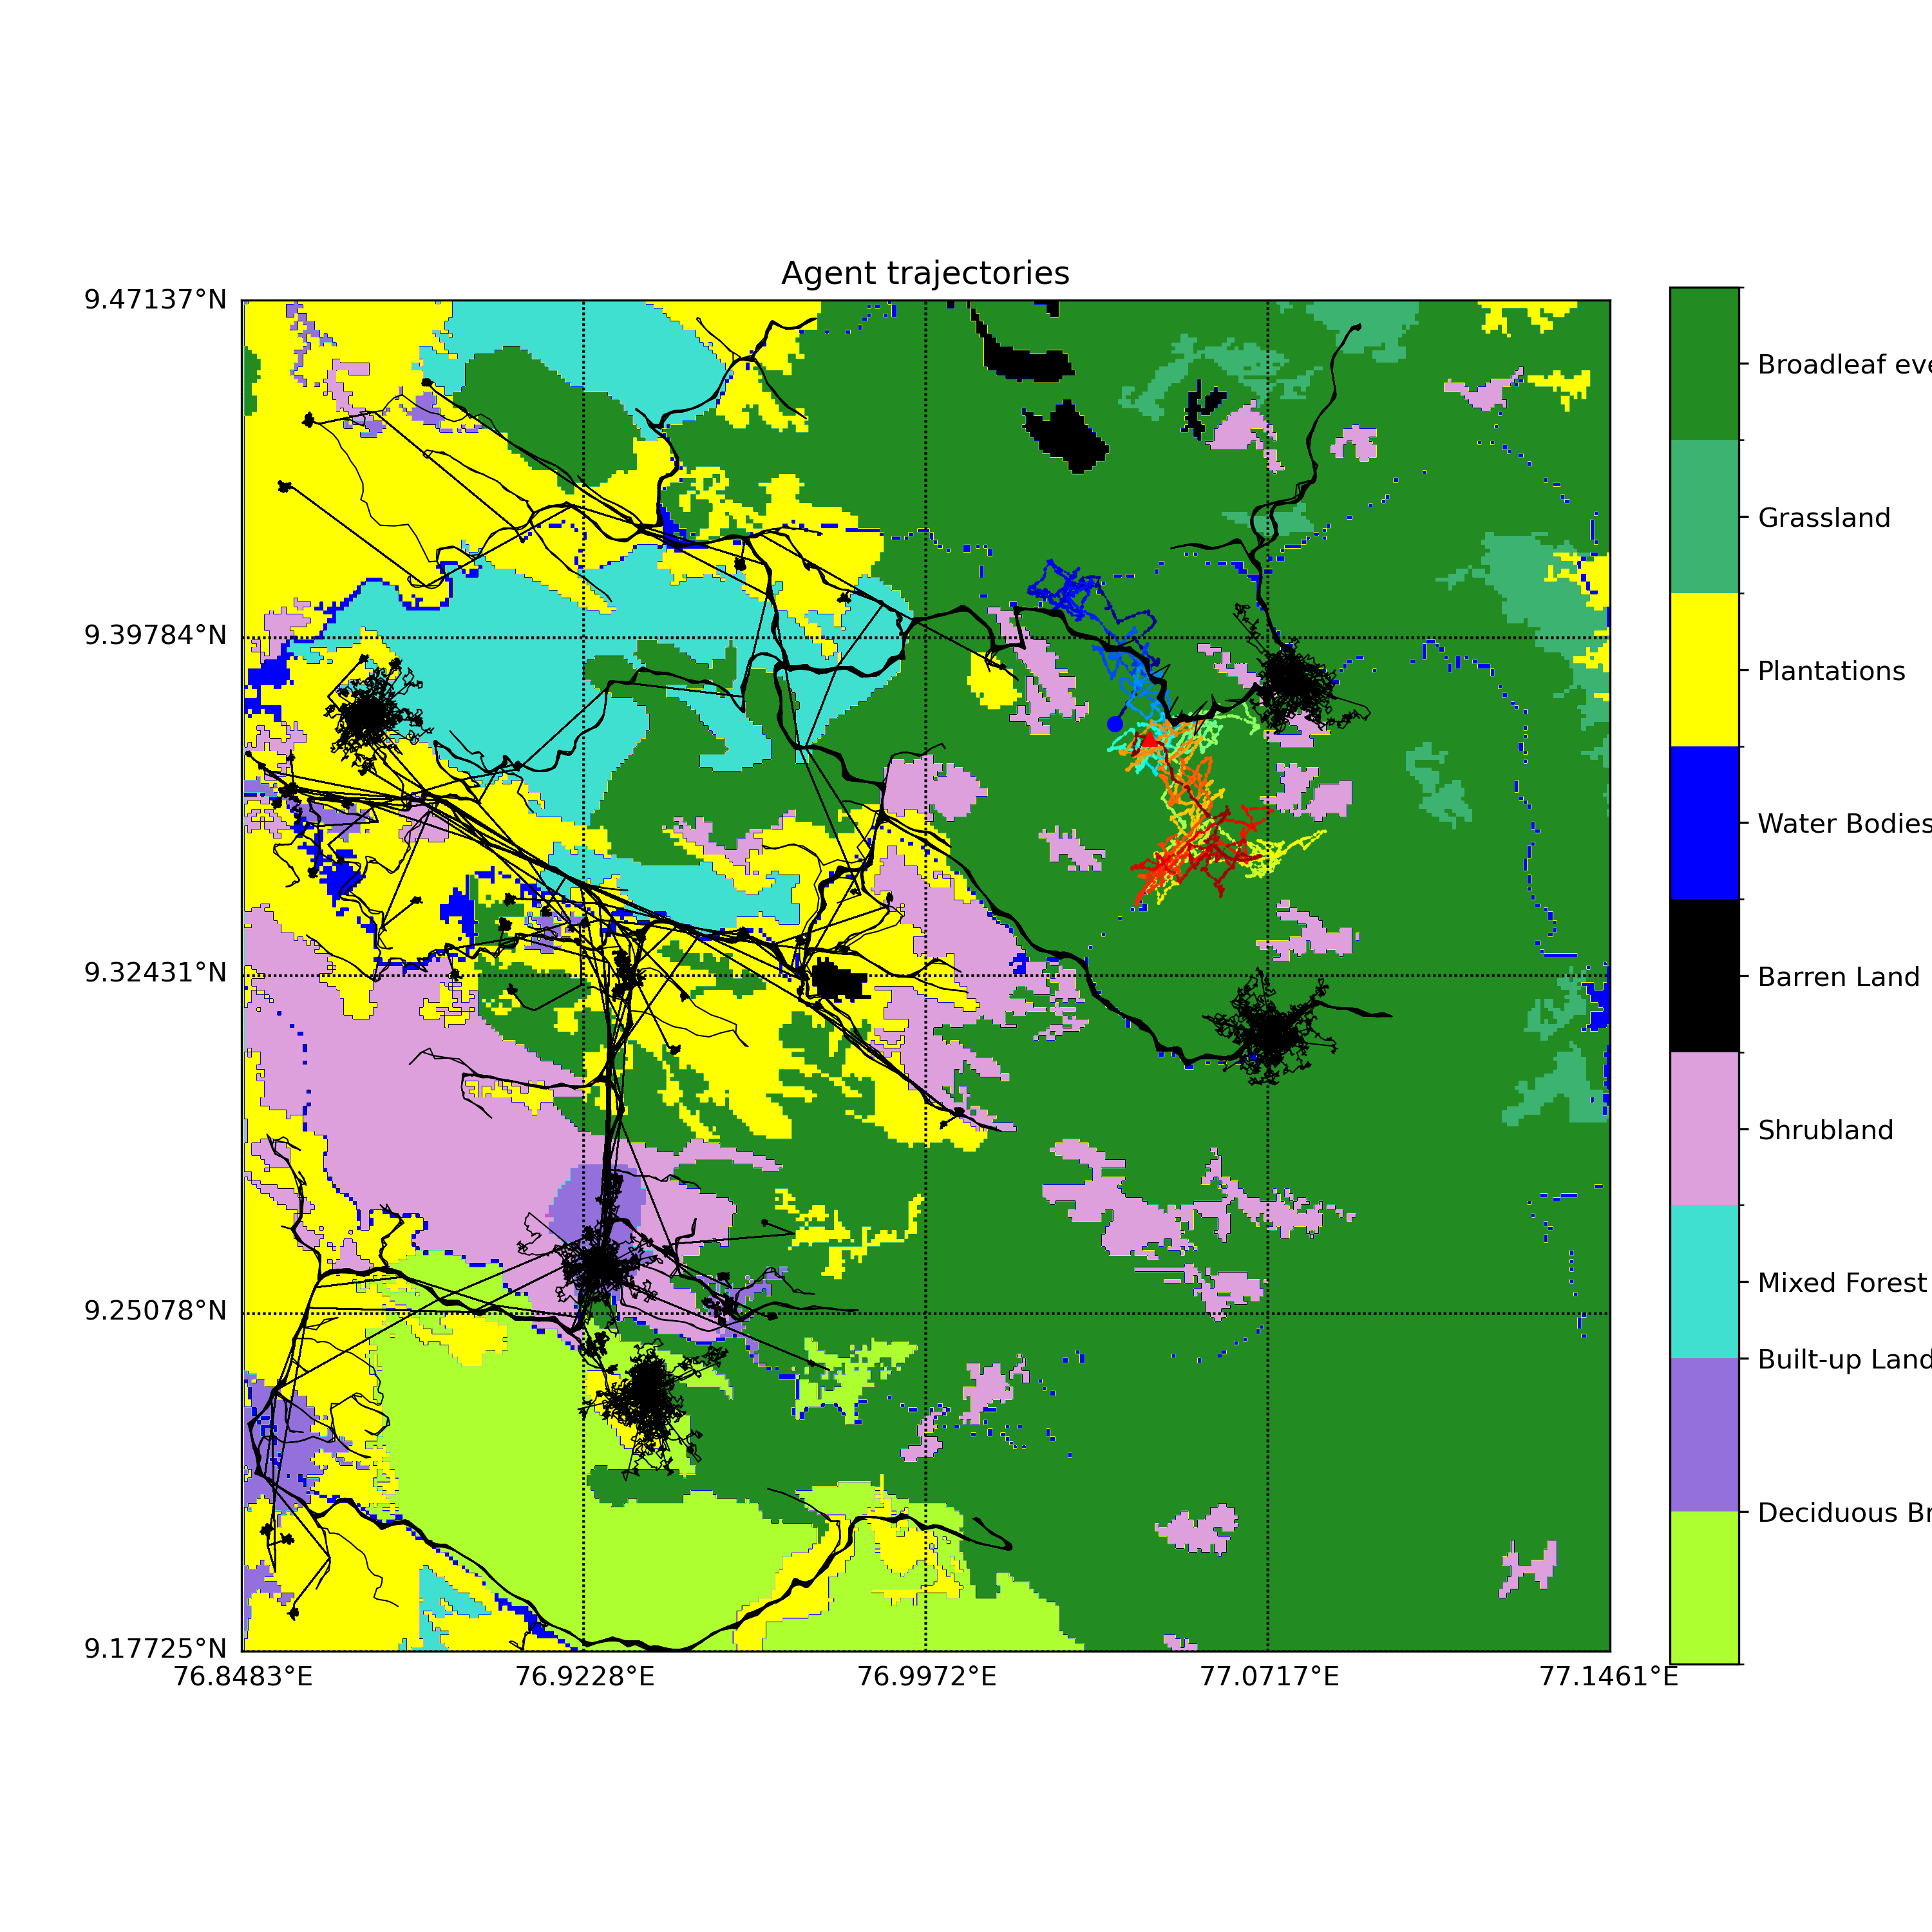 Agent trajectories
9.47137°N
9.39784°N
9.32431°N
9.25078°N
9.17725°N
76.8483°E
76.9228°E
76.9972°E
77.0717°E
77.1461°E
Broadleaf eve
Grassland
Plantations
Water Bodies
Barren Land
Shrubland
Mixed Forest
Built-up Land
Deciduous Br